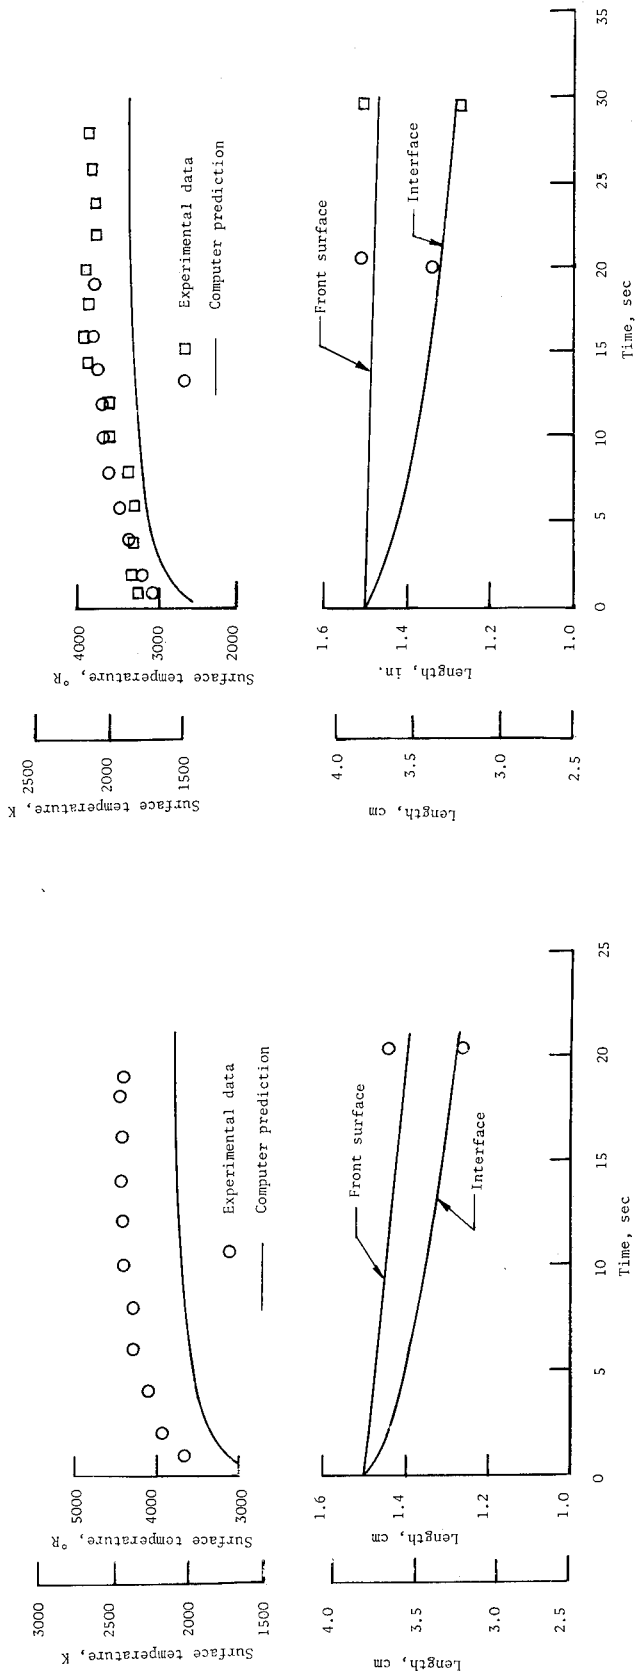 3000
2500
2000
1500
Surface temperature, K
5000
4000
3000
Surface temperature, °R
Experimental data
Computer prediction
4.0
3.5
3.0
2.5
Length, cm
1.6
1.4
1.2
1.0
Length, cm
Front surface
Interface
0
5
10
15
20
25
Time, sec
2500
2000
1500
Surface temperature, K
4000
3000
2000
Surface temperature, °R
Experimental data
Computer prediction
4.0
3.5
3.0
2.5
Length, cm
1.6
1.4
1.2
1.0
Length, in.
Front surface
Interface
0
5
10
15
20
25
30
35
Time, sec